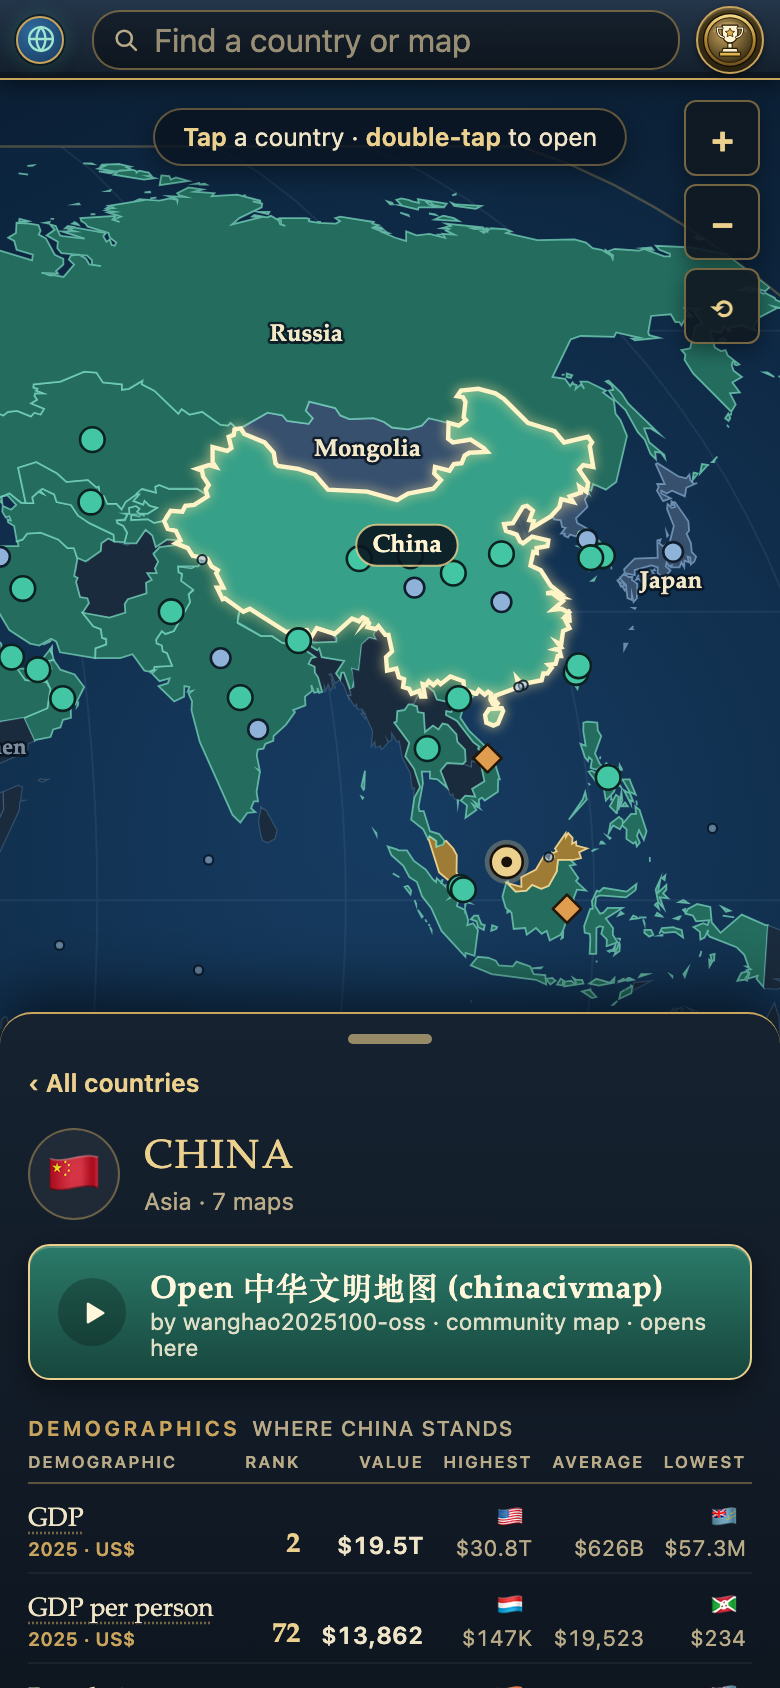 Find a country or map
Tap a country · double-tap to open
+
−
⟲
Russia
Mongolia
China
Japan
en
‹ All countries
CHINA
Asia · 7 maps
Open 中华文明地图 (chinacivmap)
by wanghao2025100-oss · community map · opens
here
DEMOGRAPHICS WHERE CHINA STANDS
DEMOGRAPHIC RANK VALUE HIGHEST AVERAGE LOWEST
GDP
2025 · US$ 2 $19.5T $30.8T $626B $57.3M
GDP per person
2025 · US$ 72 $13,862 $147K $19,523 $234